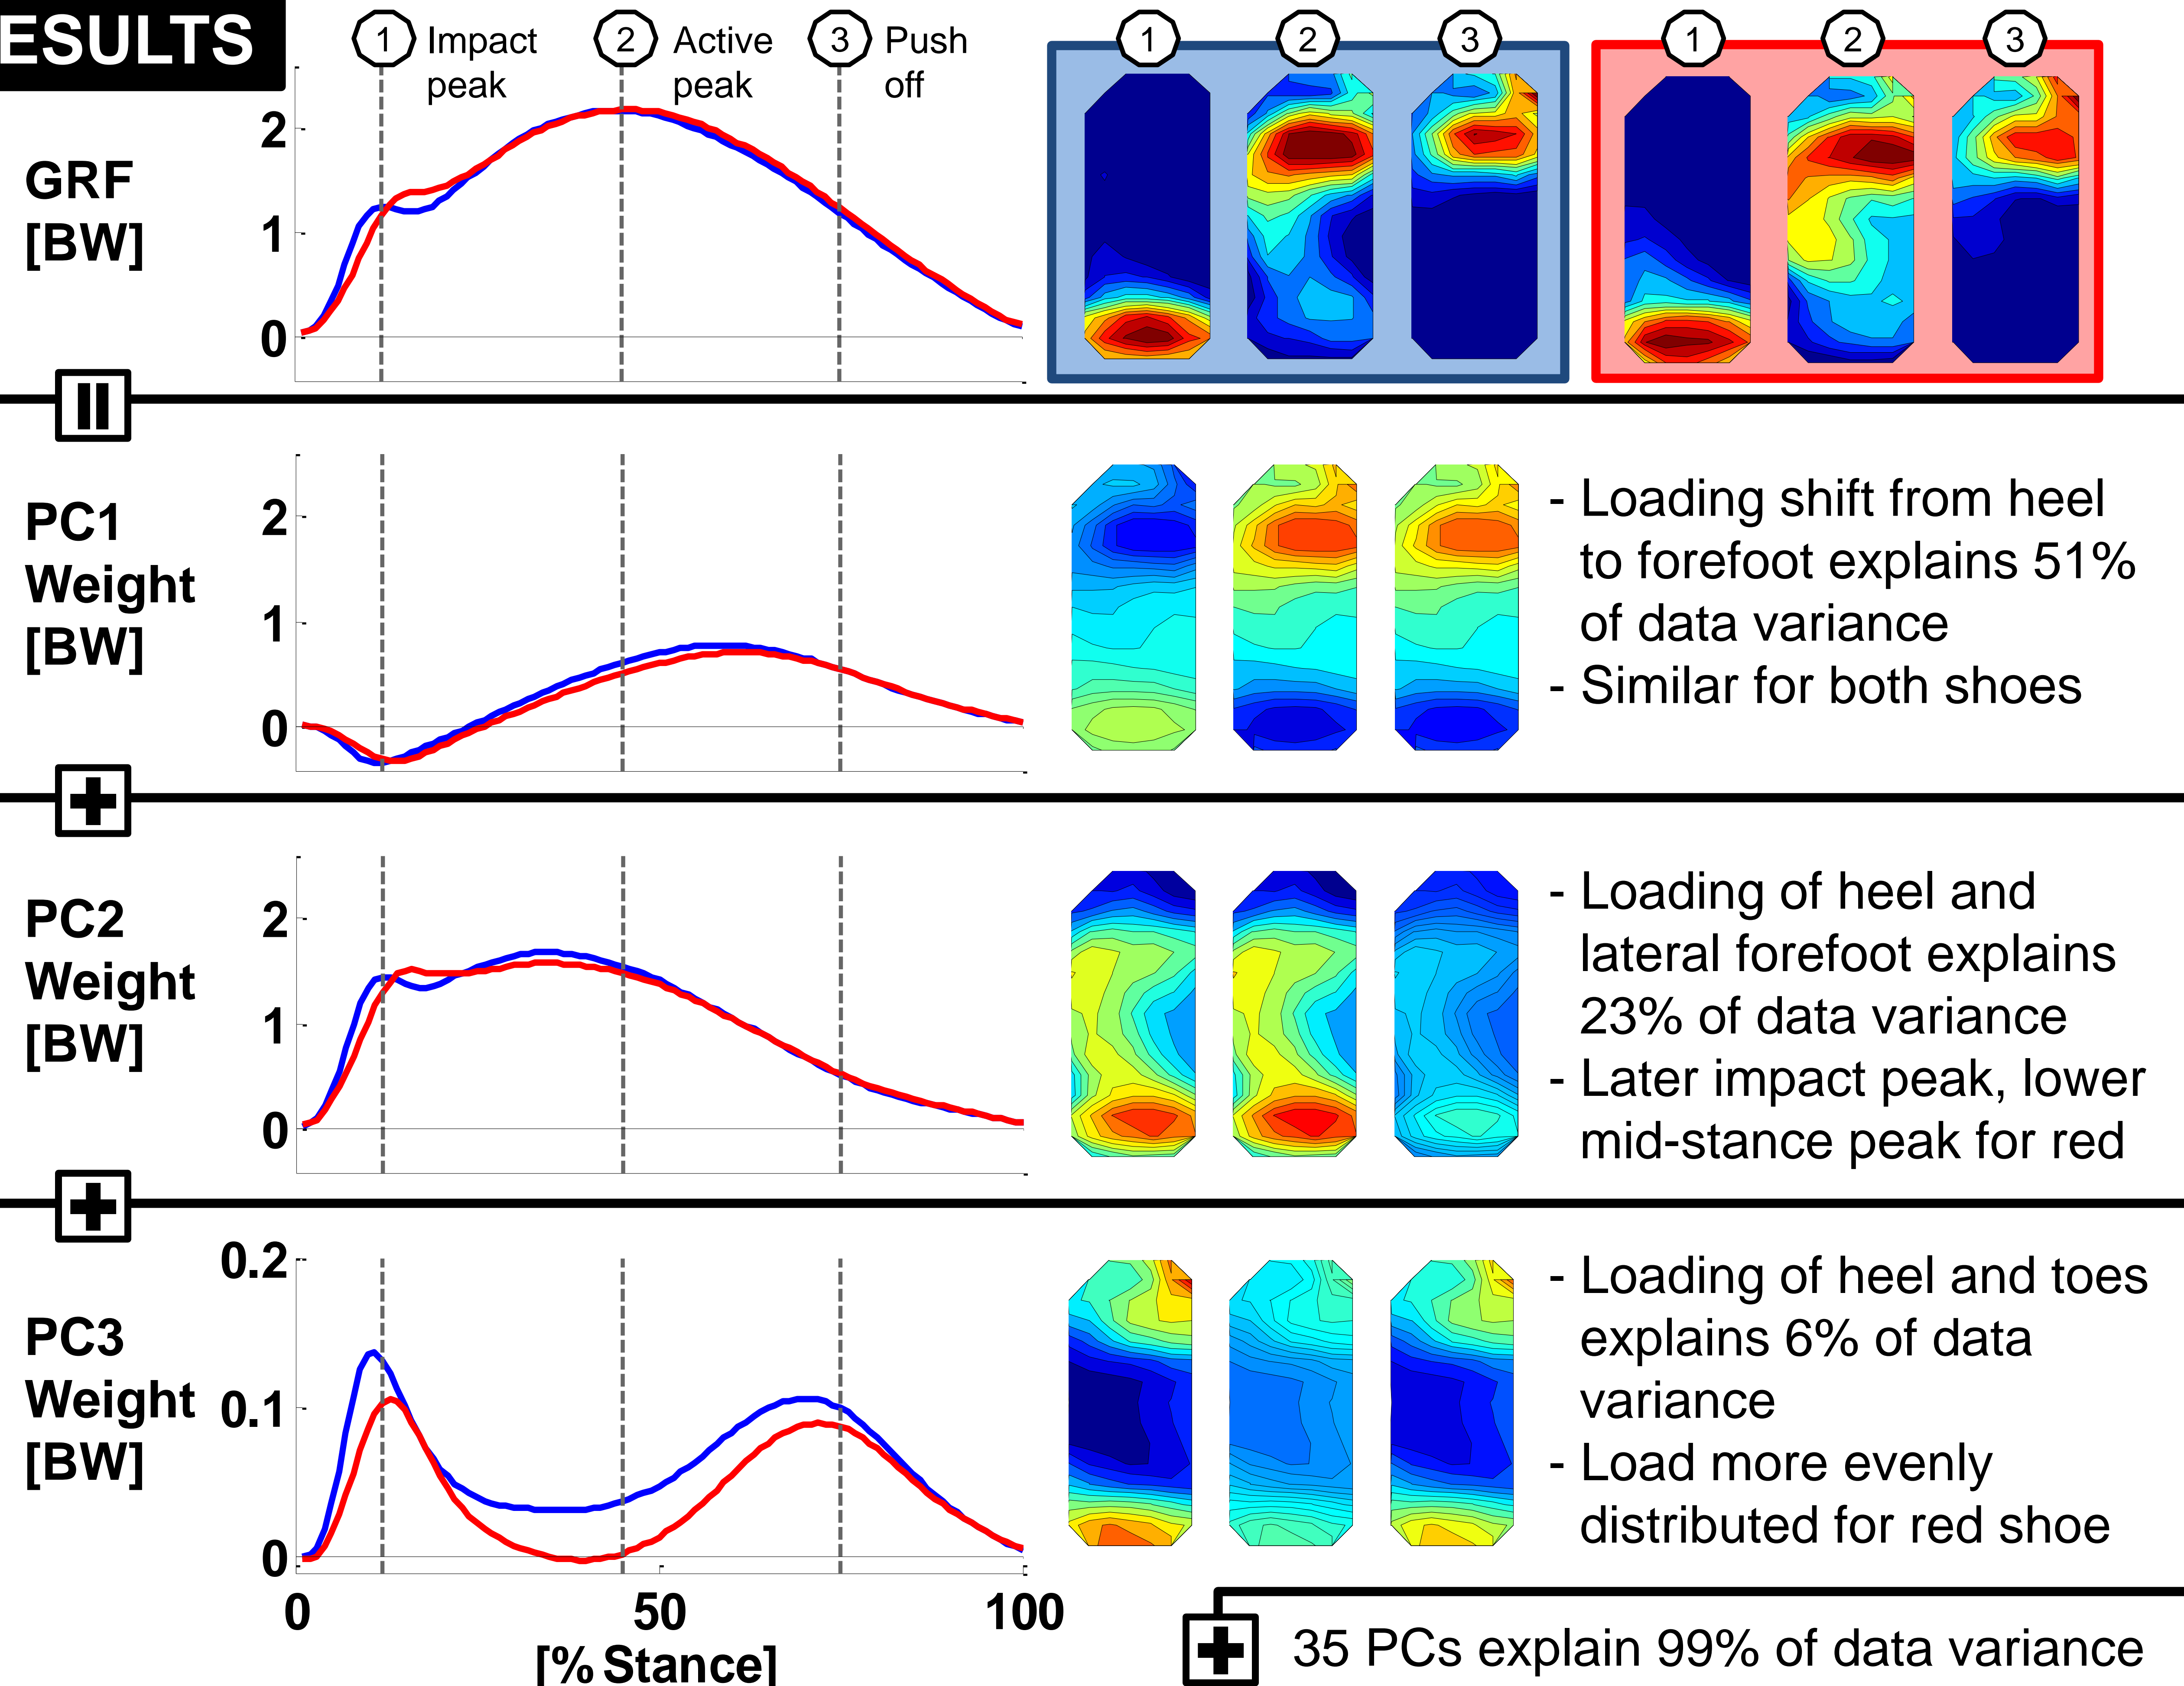 ESULTS
1 Impact peak
2 Active peak
3 Push off
1 2 3
1 2 3
GRF
[BW]
2
1
0
PC1
Weight
[BW]
2
1
0
- Loading shift from heel
to forefoot explains 51%
of data variance
- Similar for both shoes
PC2
Weight
[BW]
2
1
0
- Loading of heel and
lateral forefoot explains
23% of data variance
- Later impact peak, lower
mid-stance peak for red
PC3
Weight
[BW]
0.2
0.1
0
- Loading of heel and toes
explains 6% of data
variance
- Load more evenly
distributed for red shoe
0 50 100
[% Stance]
35 PCs explain 99% of data variance